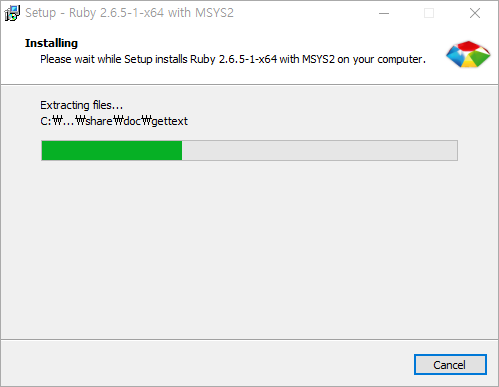 Setup - Ruby 2.6.5-1-x64 with MSYS2
Installing
Please wait while Setup installs Ruby 2.6.5-1-x64 with MSYS2 on your computer.
Extracting files...
C:₩...₩share₩doc₩gettext
Cancel